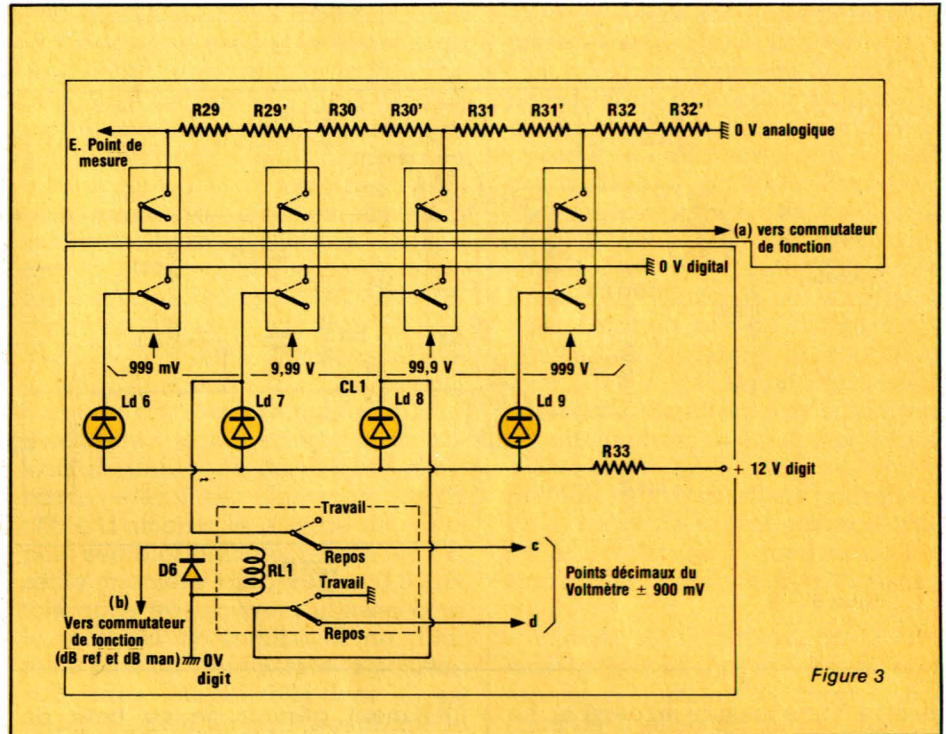 R29 R29' R30 R30' R31 R31' R32 R32'
0 V analogique
E. Point de
mesure
(a) vers commutateur
de fonction
0 V digital
999 mV 9,99 V 99,9 V 999 V
CL1
Ld 6 Ld 7 Ld 8 Ld 9
R33
+ 12 V digit
Travail
Repos
c
D6 RL1
Travail
Repos
d
Points décimaux du
Voltmètre ± 900 mV
(b)
Vers commutateur
de fonction
(dB ref et dB man)
0V
digit
Figure 3